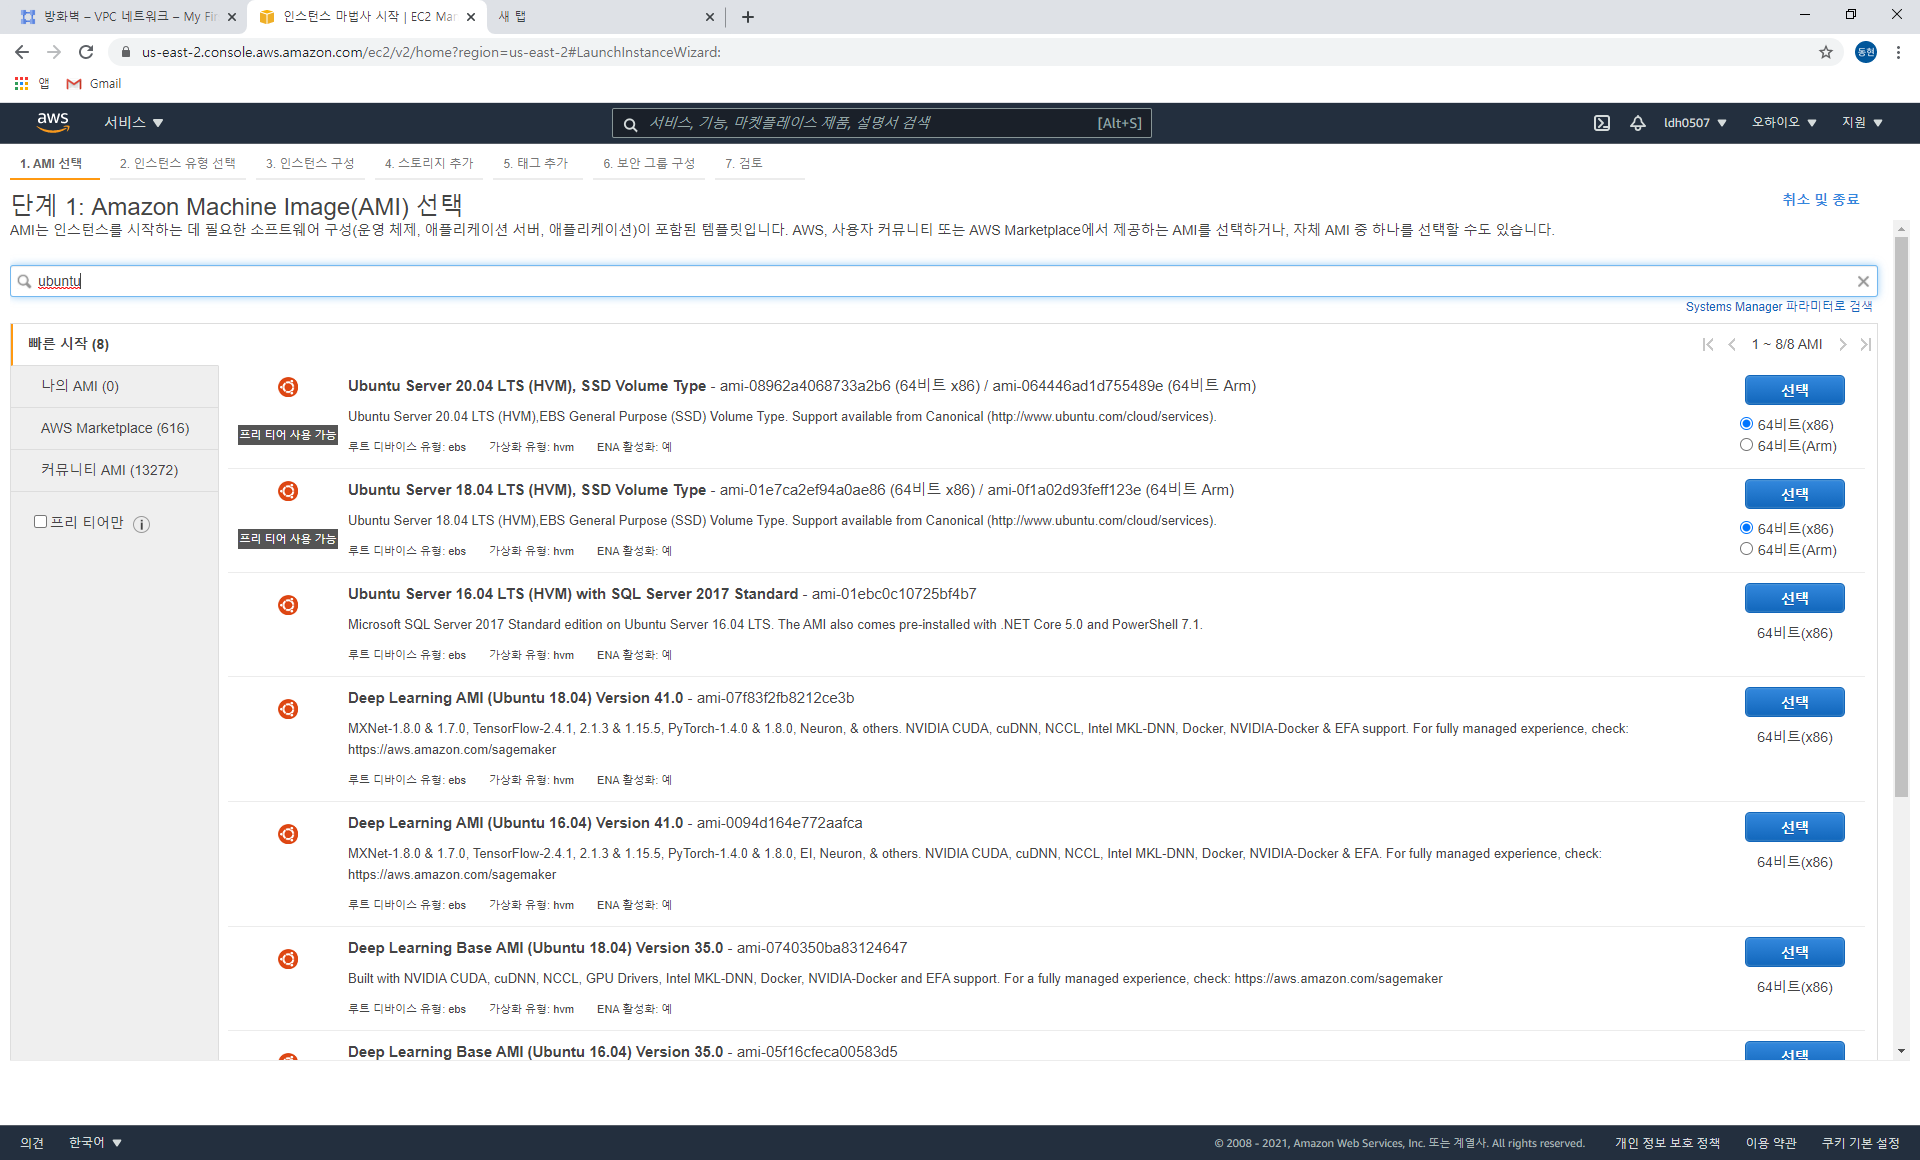 방화벽 – VPC 네트워크 – My Fir
인스턴스 마법사 시작 | EC2 Mar
새 탭
us-east-2.console.aws.amazon.com/ec2/v2/home?region=us-east-2#LaunchInstanceWizard:
동현
앱
Gmail
aws
서비스
서비스, 기능, 마켓플레이스 제품, 설명서 검색
[Alt+S]
ldh0507
오하이오
지원
1. AMI 선택
2. 인스턴스 유형 선택
3. 인스턴스 구성
4. 스토리지 추가
5. 태그 추가
6. 보안 그룹 구성
7. 검토
단계 1: Amazon Machine Image(AMI) 선택
취소 및 종료
AMI는 인스턴스를 시작하는 데 필요한 소프트웨어 구성(운영 체제, 애플리케이션 서버, 애플리케이션)이 포함된 템플릿입니다. AWS, 사용자 커뮤니티 또는 AWS Marketplace에서 제공하는 AMI를 선택하거나, 자체 AMI 중 하나를 선택할 수도 있습니다.
ubuntu
Systems Manager 파라미터로 검색
빠른 시작 (8)
1 ~ 8/8 AMI
나의 AMI (0)
AWS Marketplace (616)
커뮤니티 AMI (13272)
프리 티어만
Ubuntu Server 20.04 LTS (HVM), SSD Volume Type - ami-08962a4068733a2b6 (64비트 x86) / ami-064446ad1d755489e (64비트 Arm)
Ubuntu Server 20.04 LTS (HVM),EBS General Purpose (SSD) Volume Type. Support available from Canonical (http://www.ubuntu.com/cloud/services).
프리 티어 사용 가능
루트 디바이스 유형: ebs 가상화 유형: hvm ENA 활성화: 예
선택
64비트(x86)
64비트(Arm)
Ubuntu Server 18.04 LTS (HVM), SSD Volume Type - ami-01e7ca2ef94a0ae86 (64비트 x86) / ami-0f1a02d93feff123e (64비트 Arm)
Ubuntu Server 18.04 LTS (HVM),EBS General Purpose (SSD) Volume Type. Support available from Canonical (http://www.ubuntu.com/cloud/services).
프리 티어 사용 가능
루트 디바이스 유형: ebs 가상화 유형: hvm ENA 활성화: 예
선택
64비트(x86)
64비트(Arm)
Ubuntu Server 16.04 LTS (HVM) with SQL Server 2017 Standard - ami-01ebc0c10725bf4b7
Microsoft SQL Server 2017 Standard edition on Ubuntu Server 16.04 LTS. The AMI also comes pre-installed with .NET Core 5.0 and PowerShell 7.1.
루트 디바이스 유형: ebs 가상화 유형: hvm ENA 활성화: 예
선택
64비트(x86)
Deep Learning AMI (Ubuntu 18.04) Version 41.0 - ami-07f83f2fb8212ce3b
MXNet-1.8.0 & 1.7.0, TensorFlow-2.4.1, 2.1.3 & 1.15.5, PyTorch-1.4.0 & 1.8.0, Neuron, & others. NVIDIA CUDA, cuDNN, NCCL, Intel MKL-DNN, Docker, NVIDIA-Docker & EFA support. For fully managed experience, check:
https://aws.amazon.com/sagemaker
루트 디바이스 유형: ebs 가상화 유형: hvm ENA 활성화: 예
선택
64비트(x86)
Deep Learning AMI (Ubuntu 16.04) Version 41.0 - ami-0094d164e772aafca
MXNet-1.8.0 & 1.7.0, TensorFlow-2.4.1, 2.1.3 & 1.15.5, PyTorch-1.4.0 & 1.8.0, EI, Neuron, & others. NVIDIA CUDA, cuDNN, NCCL, Intel MKL-DNN, Docker, NVIDIA-Docker & EFA. For fully managed experience, check:
https://aws.amazon.com/sagemaker
루트 디바이스 유형: ebs 가상화 유형: hvm ENA 활성화: 예
선택
64비트(x86)
Deep Learning Base AMI (Ubuntu 18.04) Version 35.0 - ami-0740350ba83124647
Built with NVIDIA CUDA, cuDNN, NCCL, GPU Drivers, Intel MKL-DNN, Docker, NVIDIA-Docker and EFA support. For a fully managed experience, check: https://aws.amazon.com/sagemaker
루트 디바이스 유형: ebs 가상화 유형: hvm ENA 활성화: 예
선택
64비트(x86)
Deep Learning Base AMI (Ubuntu 16.04) Version 35.0 - ami-05f16cfeca00583d5
선택
의견
한국어
© 2008 - 2021, Amazon Web Services, Inc. 또는 계열사. All rights reserved.
개인 정보 보호 정책
이용 약관
쿠키 기본 설정